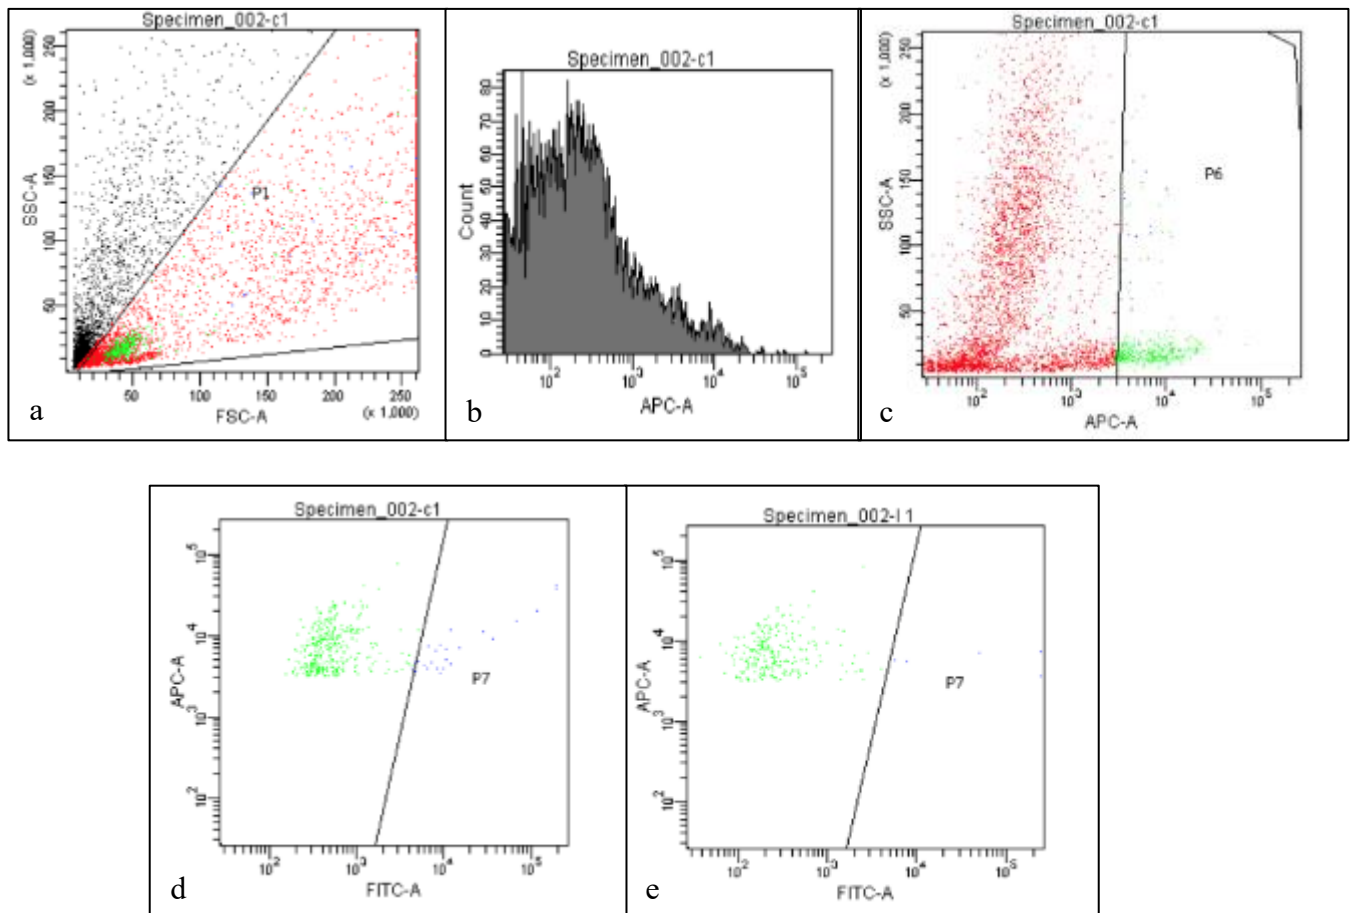 Specimen_002-c1
SSC-A
(x 1,000)
250
200
150
100
50
P1
50 100 150 200 250
(x 1,000)
FSC-A
a
Specimen_002-c1
Count
80
70
60
50
40
30
20
10
0
10² 10³ 10⁴ 10⁵
APC-A
b
Specimen_002-c1
SSC-A
(x 1,000)
250
200
150
100
50
P6
10² 10³ 10⁴ 10⁵
APC-A
c
Specimen_002-c1
APC-A
10⁵
10⁴
10³
10²
P7
10² 10³ 10⁴ 10⁵
FITC-A
d
Specimen_002-l 1
APC-A
10⁵
10⁴
10³
10²
P7
10² 10³ 10⁴ 10⁵
FITC-A
e